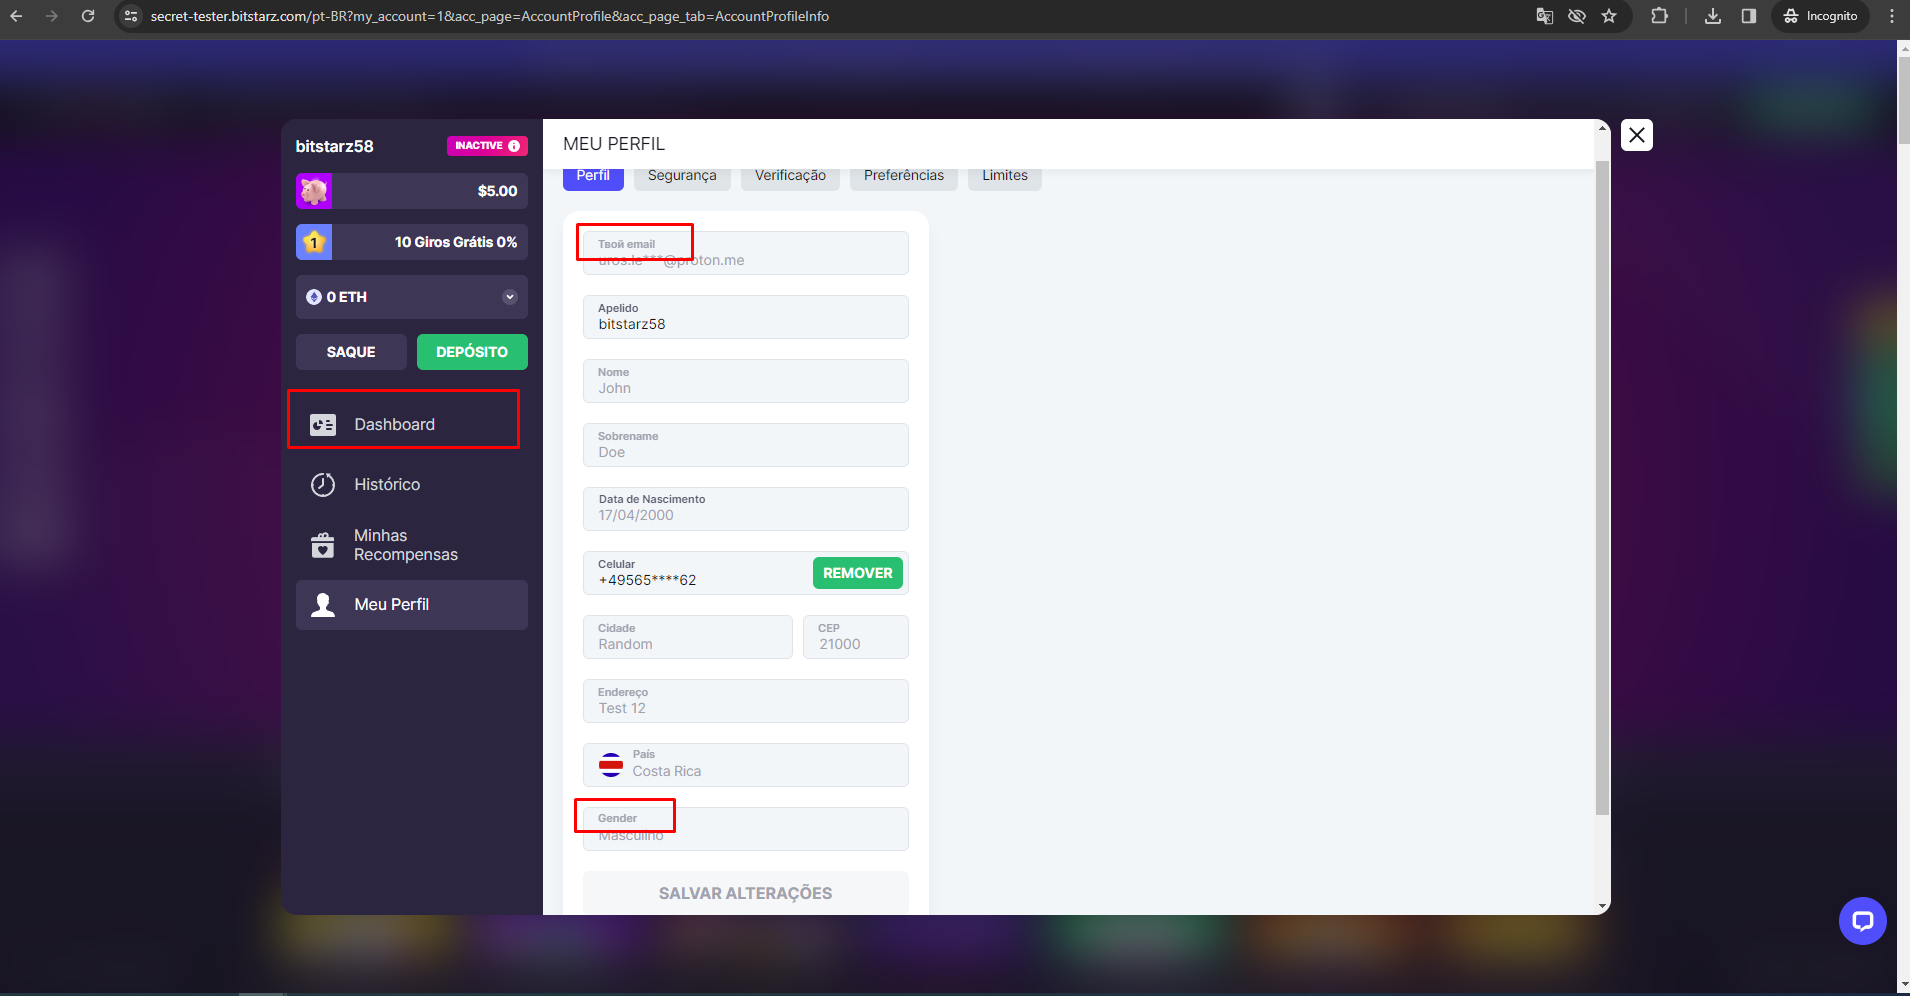 secret-tester.bitstarz.com/pt-BR?my_account=1&acc_page=AccountProfile&acc_page_tab=AccountProfileInfo
Incognito
bitstarz58
INACTIVE
$5.00
1
10 Giros Grátis 0%
0 ETH
SAQUE
DEPÓSITO
Dashboard
Histórico
Minhas
Recompensas
Meu Perfil
MEU PERFIL
Perfil
Segurança
Verificação
Preferências
Limites
Твой email
uros.le***@proton.me
Apelido
bitstarz58
Nome
John
Sobrename
Doe
Data de Nascimento
17/04/2000
Celular
+49565****62
REMOVER
Cidade
Random
CEP
21000
Endereço
Test 12
País
Costa Rica
Gender
Masculino
SALVAR ALTERAÇÕES